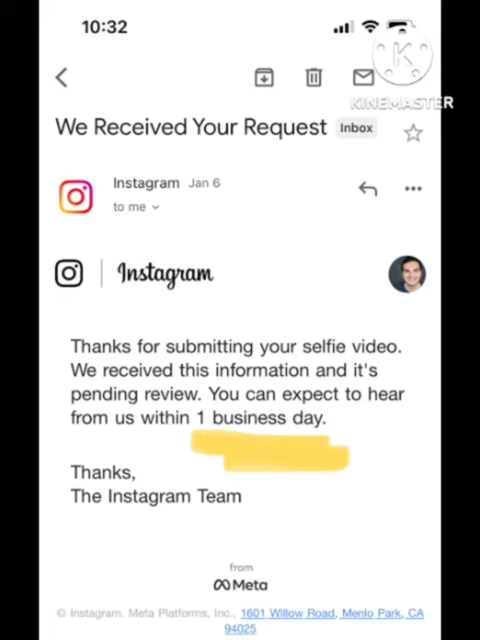 10:32
KINEMASTER
We Received Your Request Inbox
Instagram Jan 6
to me
Instagram
Thanks for submitting your selfie video.
We received this information and it's
pending review. You can expect to hear
from us within 1 business day.
Thanks,
The Instagram Team
from
Meta
© Instagram. Meta Platforms, Inc., 1601 Willow Road, Menlo Park, CA
94025